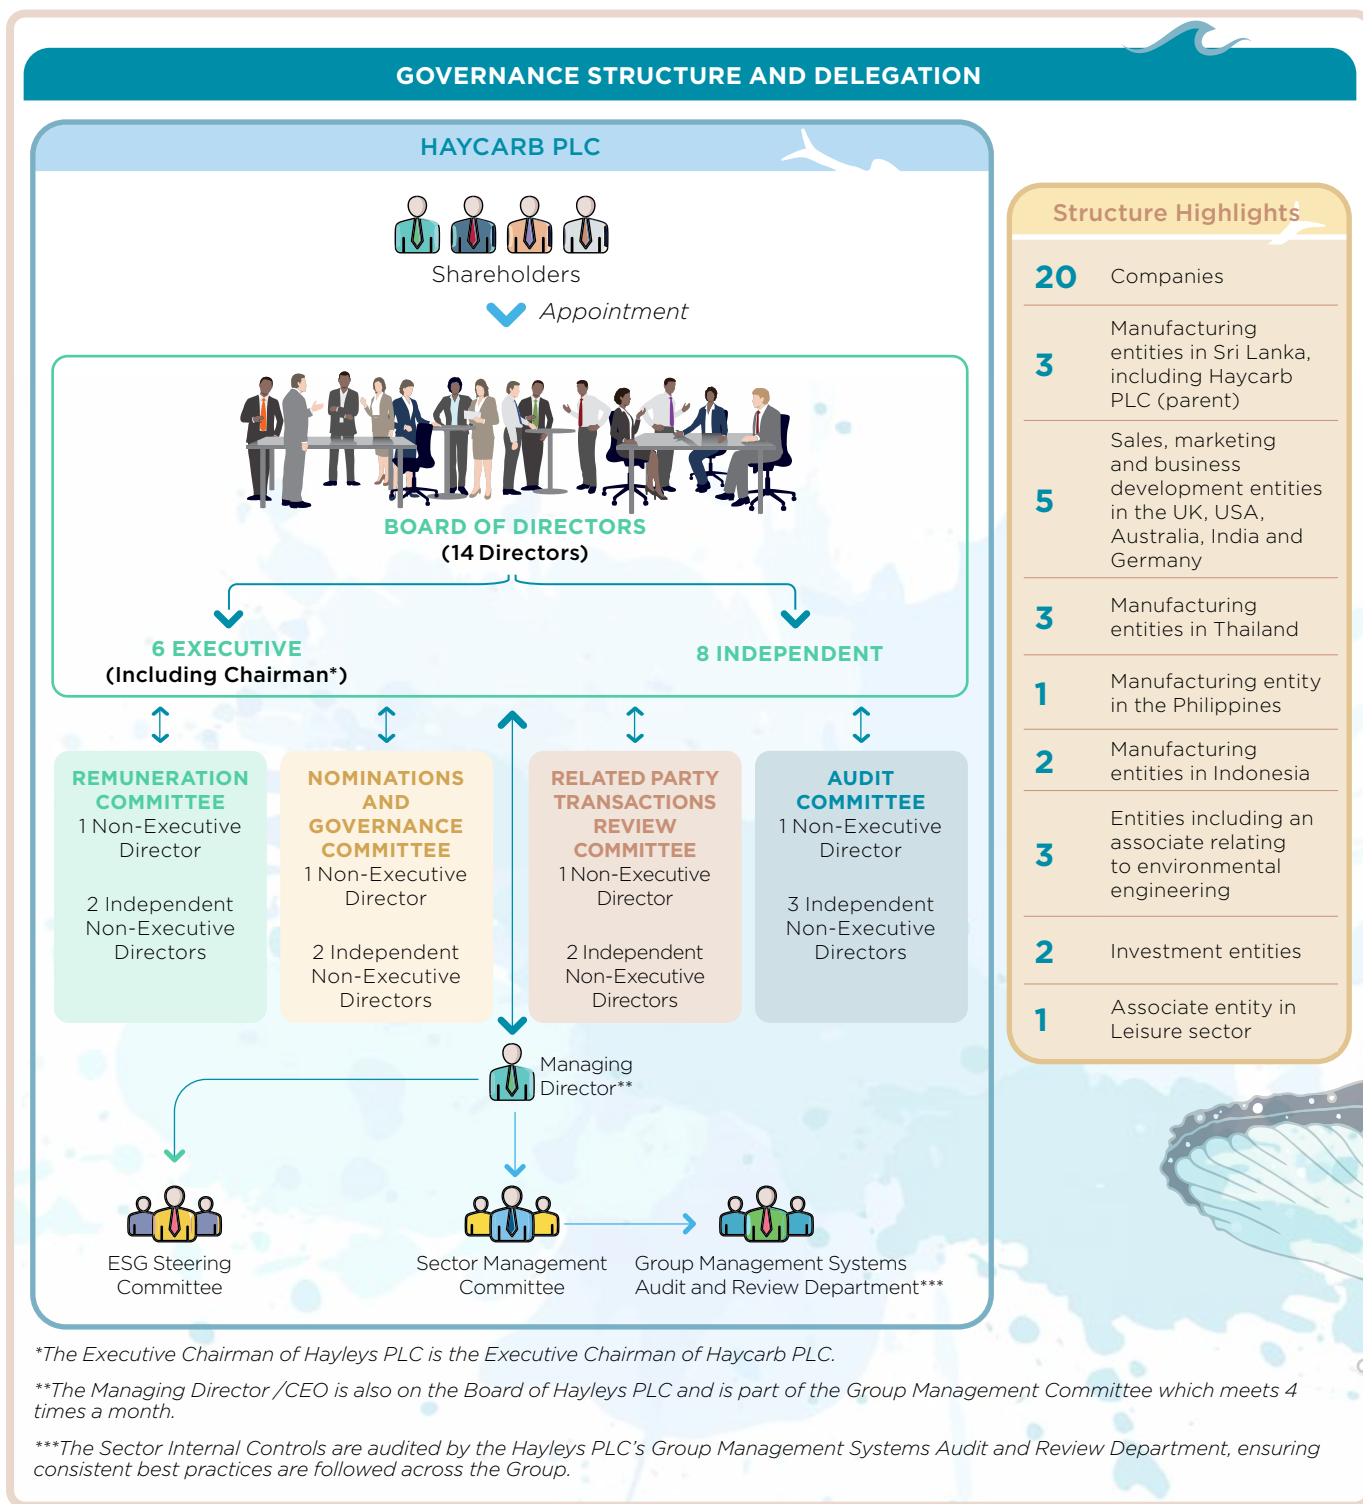 GOVERNANCE STRUCTURE AND DELEGATION
HAYCARB PLC
Shareholders
Appointment
BOARD OF DIRECTORS
(14 Directors)
6 EXECUTIVE
(Including Chairman*)
8 INDEPENDENT
REMUNERATION
COMMITTEE
1 Non-Executive
Director
2 Independent
Non-Executive
Directors
NOMINATIONS
AND
GOVERNANCE
COMMITTEE
1 Non-Executive
Director
2 Independent
Non-Executive
Directors
RELATED PARTY
TRANSACTIONS
REVIEW
COMMITTEE
1 Non-Executive
Director
2 Independent
Non-Executive
Directors
AUDIT
COMMITTEE
1 Non-Executive
Director
3 Independent
Non-Executive
Directors
Managing
Director**
ESG Steering
Committee
Sector Management
Committee
Group Management Systems
Audit and Review Department***
Structure Highlights
20 Companies
3 Manufacturing
entities in Sri Lanka,
including Haycarb
PLC (parent)
5 Sales, marketing
and business
development entities
in the UK, USA,
Australia, India and
Germany
3 Manufacturing
entities in Thailand
1 Manufacturing entity
in the Philippines
2 Manufacturing
entities in Indonesia
3 Entities including an
associate relating
to environmental
engineering
2 Investment entities
1 Associate entity in
Leisure sector
*The Executive Chairman of Hayleys PLC is the Executive Chairman of Haycarb PLC.
**The Managing Director /CEO is also on the Board of Hayleys PLC and is part of the Group Management Committee which meets 4
times a month.
***The Sector Internal Controls are audited by the Hayleys PLC's Group Management Systems Audit and Review Department, ensuring
consistent best practices are followed across the Group.